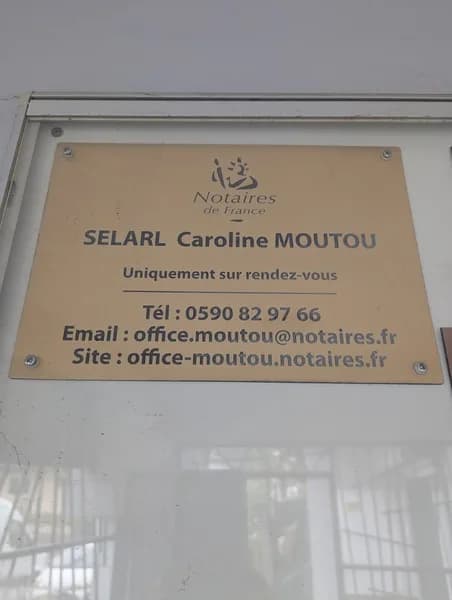 Notaires
de France
SELARL Caroline MOUTOU
Uniquement sur rendez-vous
Tél : 0590 82 97 66
Email : office.moutou@notaires.fr
Site : office-moutou.notaires.fr